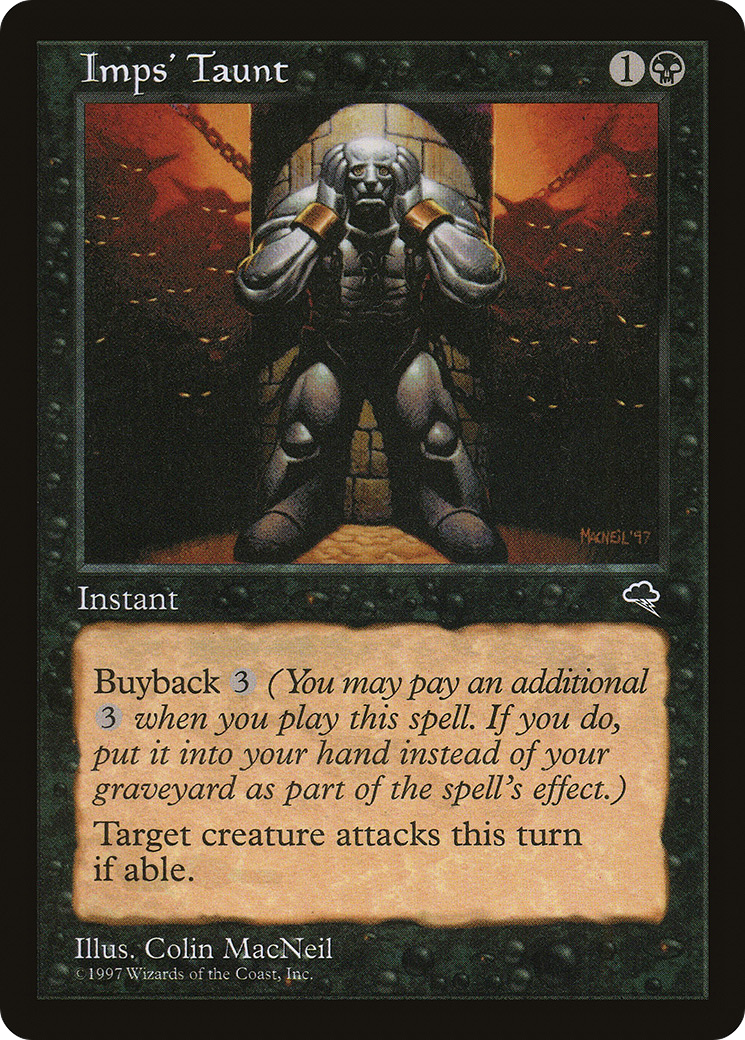 Imps' Taunt 1
MACNEIL '97
Instant
Buyback 3 (You may pay an additional
3 when you play this spell. If you do,
put it into your hand instead of your
graveyard as part of the spell's effect.)
Target creature attacks this turn
if able.
Illus. Colin MacNeil
©1997 Wizards of the Coast, Inc.